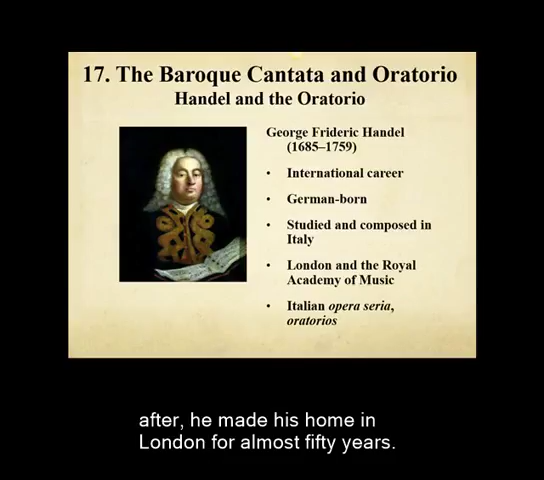 17. The Baroque Cantata and Oratorio
Handel and the Oratorio
George Frideric Handel
(1685–1759)
• International career
• German-born
• Studied and composed in
Italy
• London and the Royal
Academy of Music
• Italian opera seria,
oratorios
after, he made his home in
London for almost fifty years.